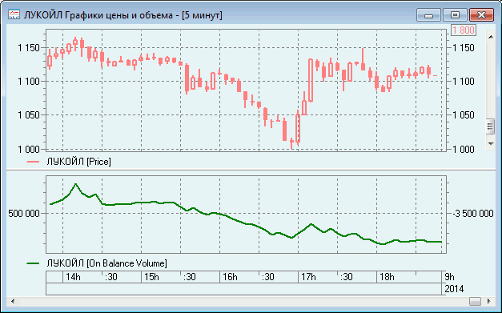 ЛУКОЙЛ Графики цены и объема - [5 минут]
1 800
1 150 1 150
1 100 1 100
1 050 1 050
1 000 1 000
ЛУКОЙЛ [Price]
500 000 -3 500 000
ЛУКОЙЛ [On Balance Volume]
14h :30 15h :30 16h :30 17h :30 18h 9h
2014